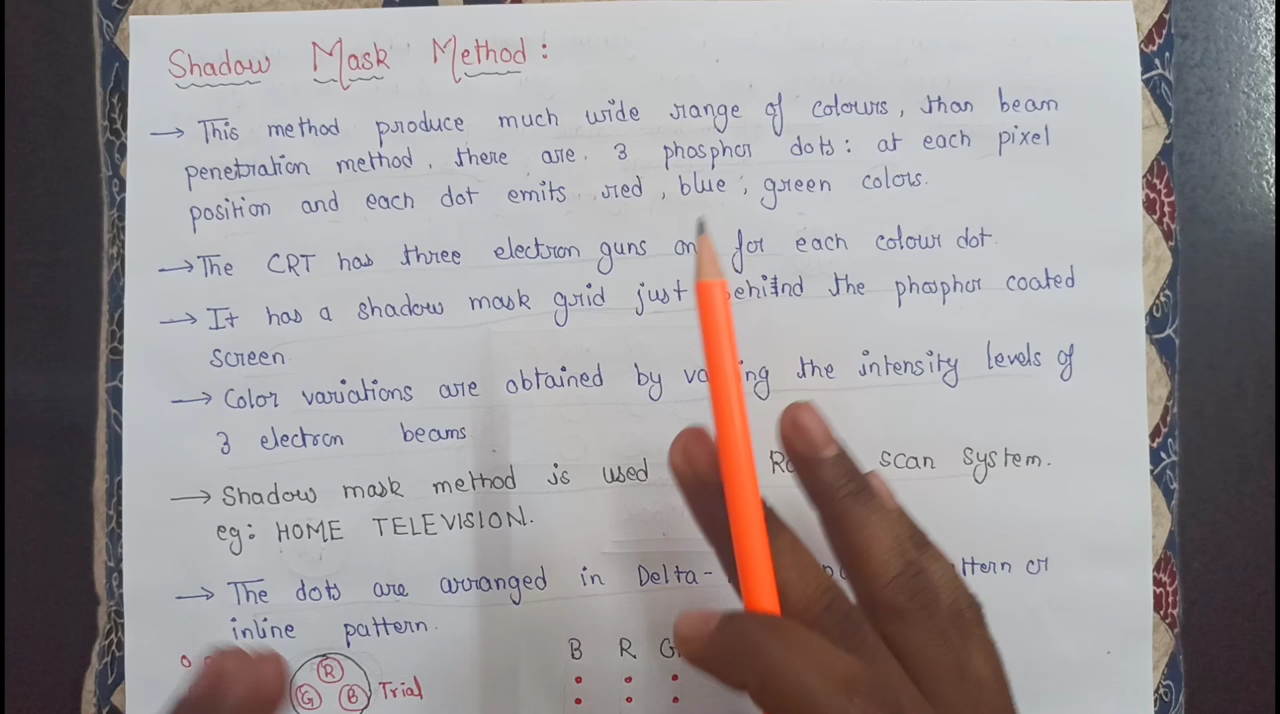 Shadow Mask Method :
→ This method produce much wide range of colours, than beam
penetration method. there are 3 phosphor dots: at each pixel
position and each dot emits red, blue, green colors.
→ The CRT has three electron guns for each colour dot.
→ It has a shadow mask grid just behind the phosphor coated
screen.
→ Color variations are obtained by the intensity levels of
3 electron beams
→ Shadow mask method is used scan system.
eg: HOME TELEVISION.
→ The dots are arranged in Delta- or
inline pattern.
B R G
R
G B Trial